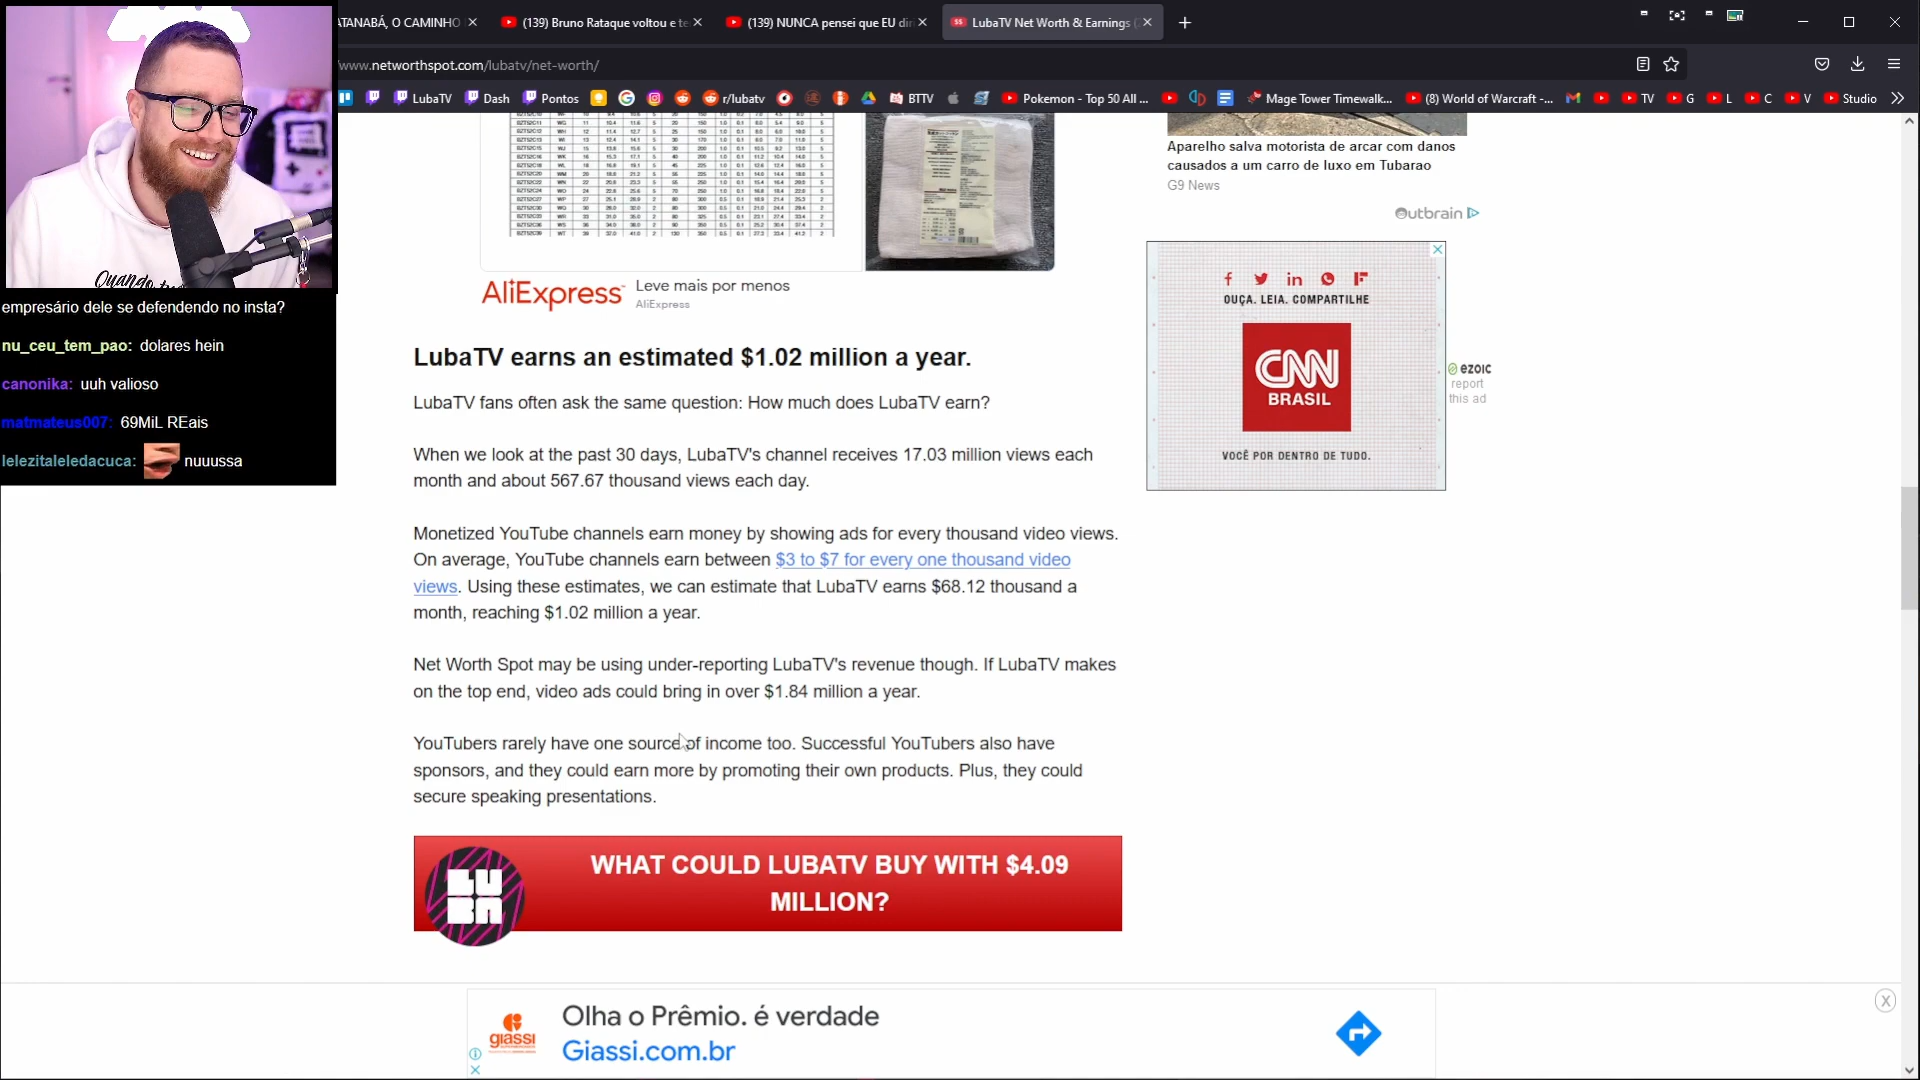 ATANABÁ, O CAMINHO
(139) Bruno Rataque voltou e te
(139) NUNCA pensei que EU din
LubaTV Net Worth & Earnings (
www.networthspot.com/lubatv/net-worth/
LubaTV
Dash
Pontos
r/lubatv
BTTV
Pokemon - Top 50 All ...
Mage Tower Timewalk...
(8) World of Warcraft -...
TV
G
L
C
V
Studio
Quando
empresário dele se defendendo no insta?
nu_ceu_tem_pao: dolares hein
canonika: uuh valioso
matmateus007: 69MiL REais
lelezitaleledacuca: nuuussa
AliExpress
Leve mais por menos
AliExpress
LubaTV earns an estimated $1.02 million a year.
LubaTV fans often ask the same question: How much does LubaTV earn?
When we look at the past 30 days, LubaTV's channel receives 17.03 million views each
month and about 567.67 thousand views each day.
Monetized YouTube channels earn money by showing ads for every thousand video views.
On average, YouTube channels earn between $3 to $7 for every one thousand video
views. Using these estimates, we can estimate that LubaTV earns $68.12 thousand a
month, reaching $1.02 million a year.
Net Worth Spot may be using under-reporting LubaTV's revenue though. If LubaTV makes
on the top end, video ads could bring in over $1.84 million a year.
YouTubers rarely have one source of income too. Successful YouTubers also have
sponsors, and they could earn more by promoting their own products. Plus, they could
secure speaking presentations.
LU
BA
WHAT COULD LUBATV BUY WITH $4.09
MILLION?
Aparelho salva motorista de arcar com danos
causados a um carro de luxo em Tubarao
G9 News
Outbrain
OUÇA. LEIA. COMPARTILHE
CNN
BRASIL
VOCÊ POR DENTRO DE TUDO.
ezoic
report
this ad
giassi
Olha o Prêmio. é verdade
Giassi.com.br